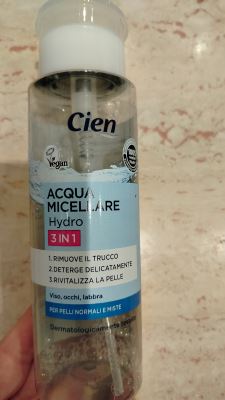 Cien
Vegan
ACQUA
MICELLARE
Hydro
3 IN 1
1. RIMUOVE IL TRUCCO
2. DETERGE DELICATAMENTE
3. RIVITALIZZA LA PELLE
Viso, occhi, labbra
PER PELLI NORMALI E MISTE
Dermatologicamente